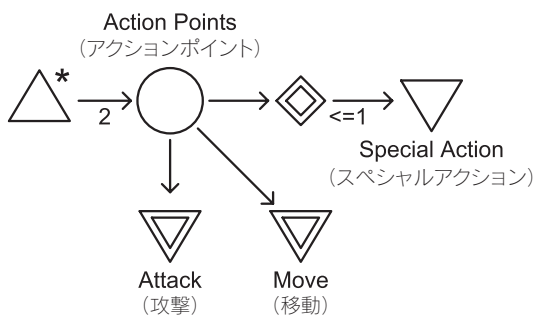 Action Points
（アクションポイント）
*
2
<=1
Special Action
（スペシャルアクション）
Attack
（攻撃）
Move
（移動）